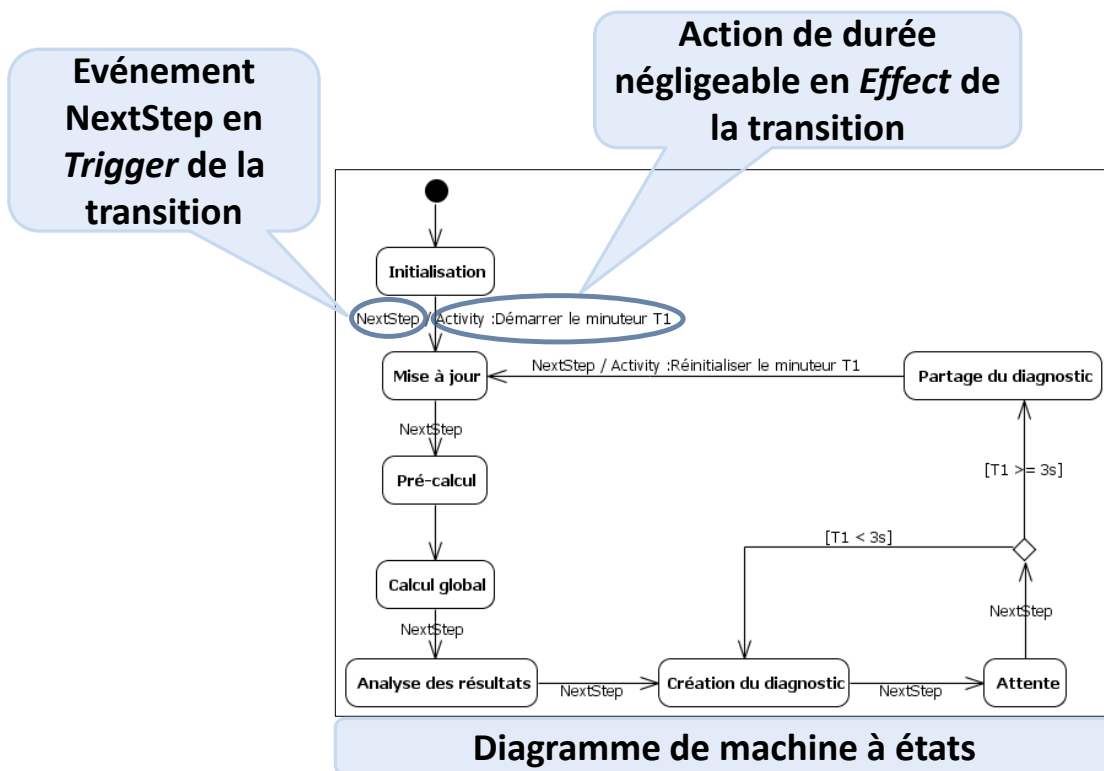 Evénement
NextStep en
Trigger de la
transition
Action de durée
négligeable en Effect de
la transition
Initialisation
NextStep / Activity :Démarrer le minuteur T1
Mise à jour
NextStep / Activity :Réinitialiser le minuteur T1
Partage du diagnostic
NextStep
Pré-calcul
[T1 >= 3s]
[T1 < 3s]
Calcul global
NextStep
NextStep
Analyse des résultats
NextStep
Création du diagnostic
NextStep
Attente
Diagramme de machine à états